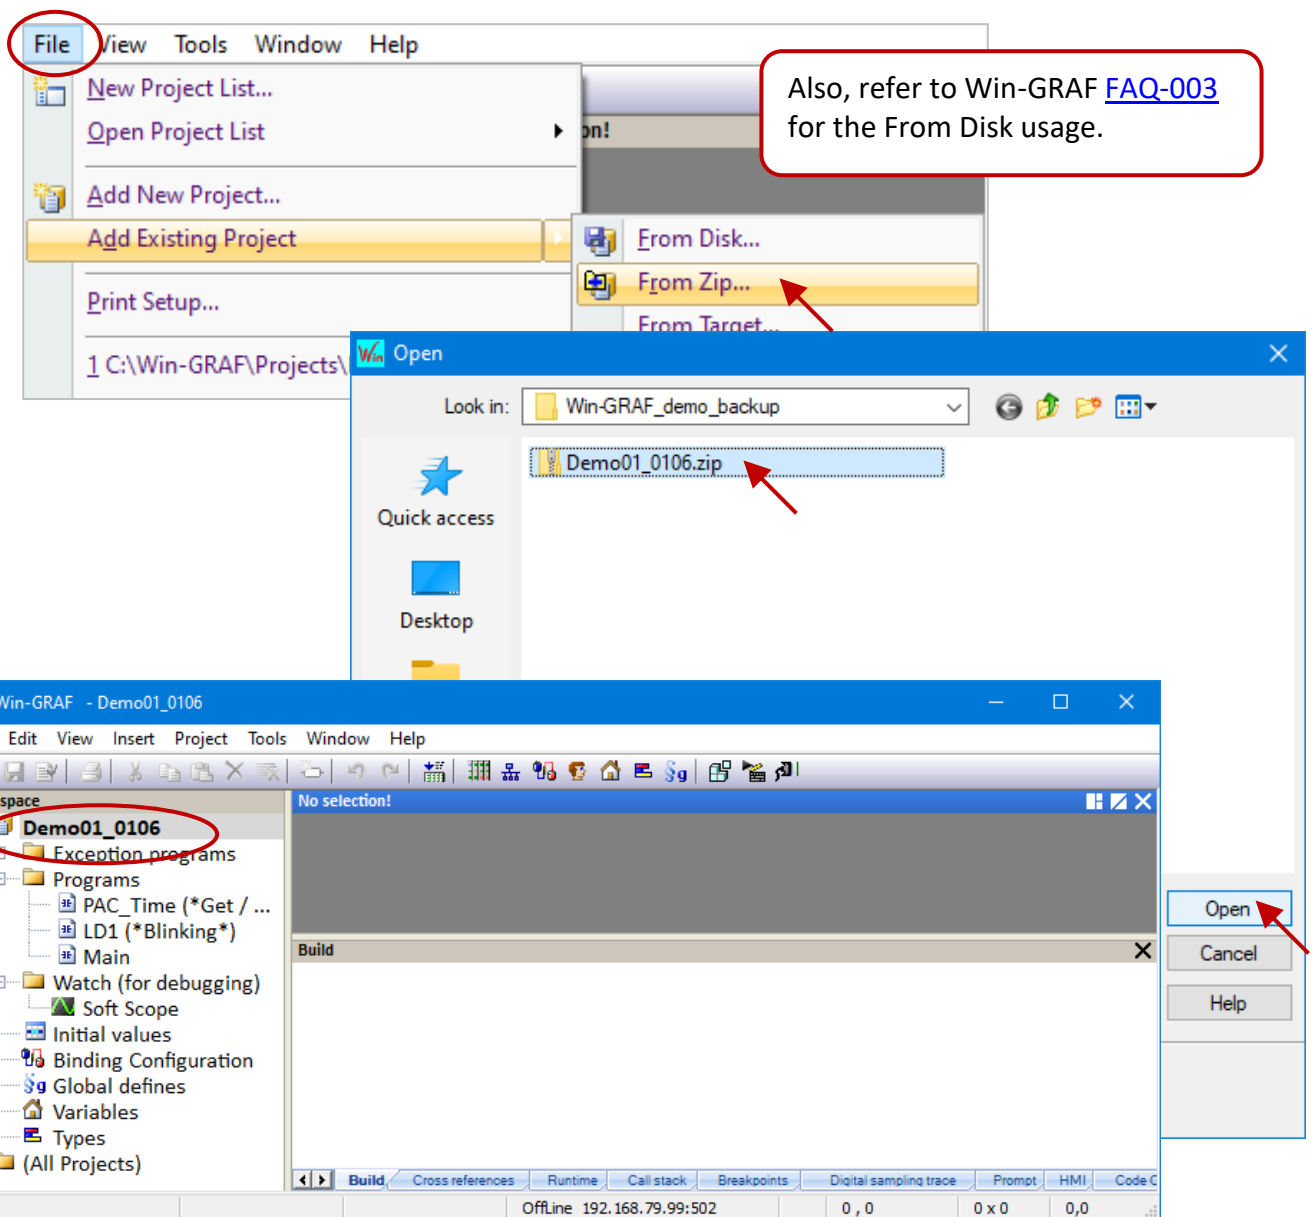 File View Tools Window Help
New Project List...
Open Project List
Add New Project...
Add Existing Project
Print Setup...
1 C:\Win-GRAF\Projects\
on!
Also, refer to Win-GRAF FAQ-003
for the From Disk usage.
From Disk...
From Zip...
From Target...
Win Open
Look in: Win-GRAF_demo_backup
Demo01_0106.zip
Quick access
Desktop
Open
Cancel
Help
Win-GRAF - Demo01_0106
Edit View Insert Project Tools Window Help
space
Demo01_0106
Exception programs
Programs
PAC_Time (*Get / ...
LD1 (*Blinking*)
Main
Watch (for debugging)
Soft Scope
Initial values
Binding Configuration
Global defines
Variables
Types
(All Projects)
No selection!
Build
Build Cross references Runtime Call stack Breakpoints Digital sampling trace Prompt HMI Code C
OffLine 192.168.79.99:502 0 , 0 0 x 0 0,0